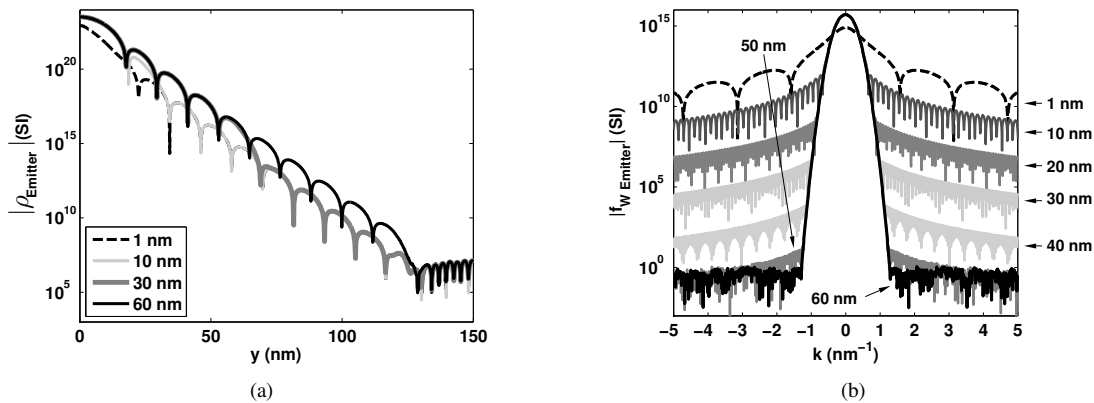 10^20
10^15
10^10
10^5
|ρ_Emitter|(SI)
1 nm
10 nm
30 nm
60 nm
0 50 100 150
y (nm)
(a)
10^15
10^10
10^5
10^0
|f_W Emitter| (SI)
50 nm
60 nm
1 nm
10 nm
20 nm
30 nm
40 nm
−5 −4 −3 −2 −1 0 1 2 3 4 5
k (nm^−1)
(b)